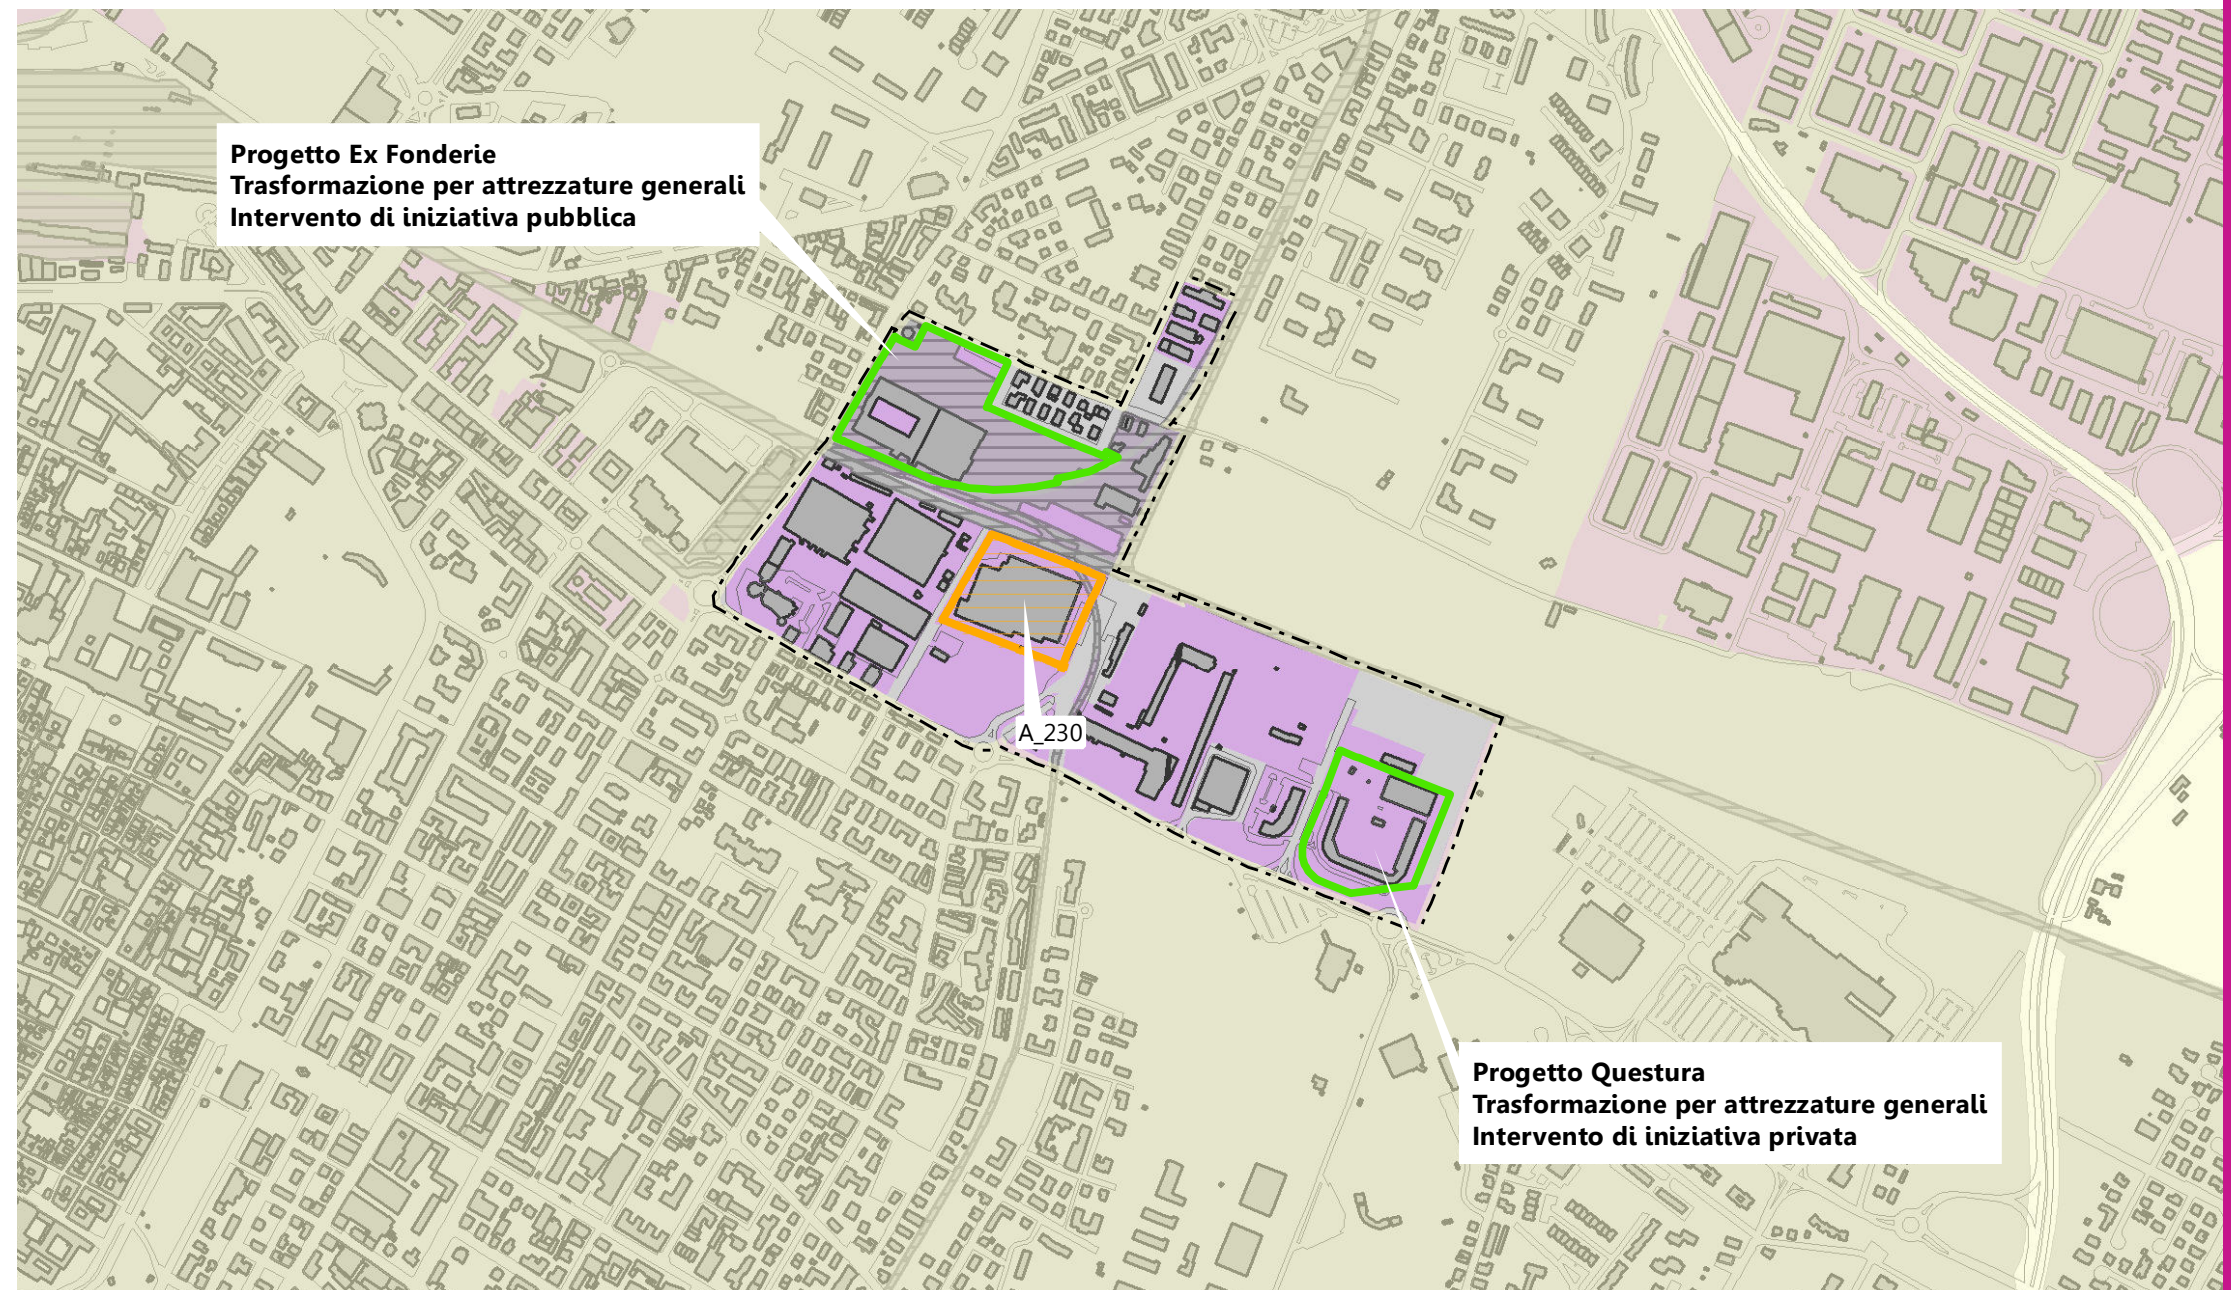 Progetto Ex Fonderie
Trasformazione per attrezzature generali
Intervento di iniziativa pubblica
A_230
Progetto Questura
Trasformazione per attrezzature generali
Intervento di iniziativa privata